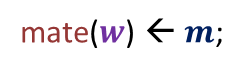 mate(w) ← m;